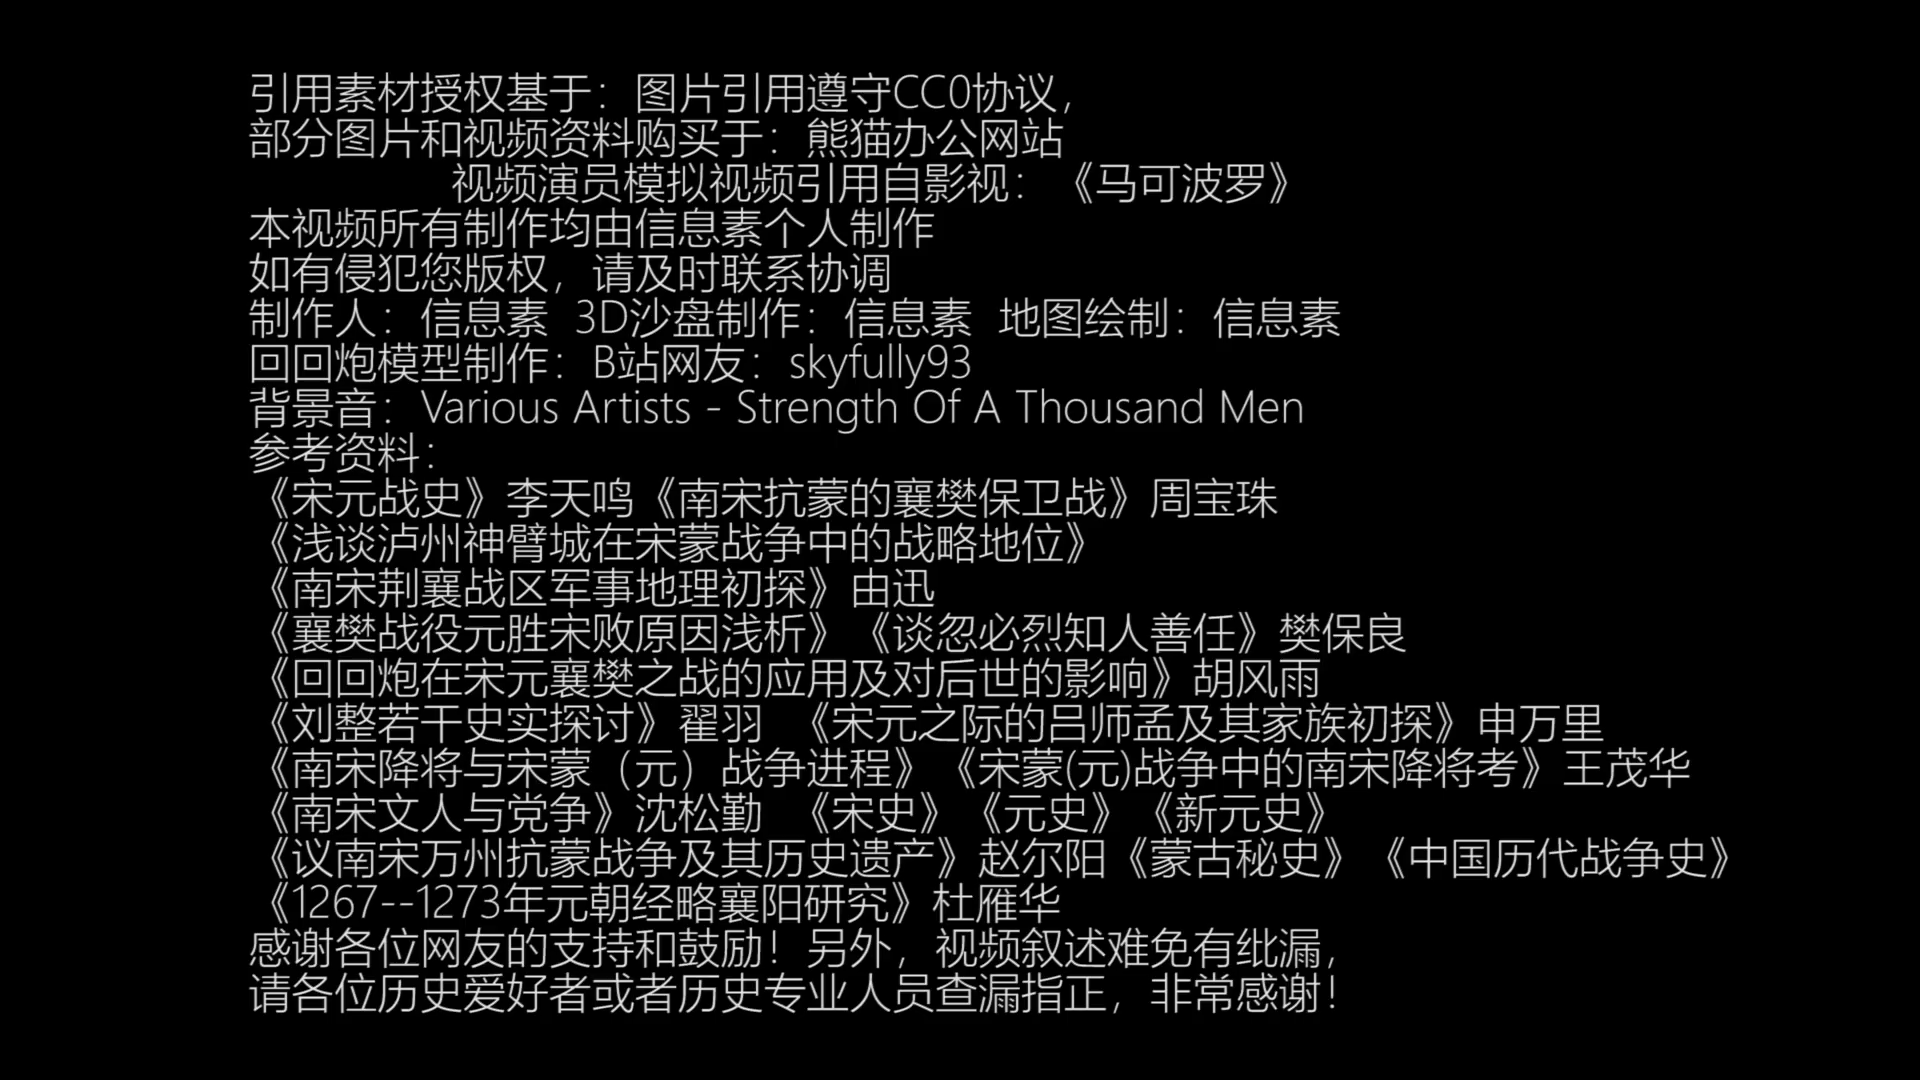 引用素材授权基于：图片引用遵守CC0协议，
部分图片和视频资料购买于：熊猫办公网站
视频演员模拟视频引用自影视：《马可波罗》
本视频所有制作均由信息素个人制作
如有侵犯您版权，请及时联系协调
制作人：信息素 3D沙盘制作：信息素 地图绘制：信息素
回回炮模型制作：B站网友：skyfully93
背景音：Various Artists - Strength Of A Thousand Men
参考资料：
《宋元战史》李天鸣《南宋抗蒙的襄樊保卫战》周宝珠
《浅谈泸州神臂城在宋蒙战争中的战略地位》
《南宋荆襄战区军事地理初探》由迅
《襄樊战役元胜宋败原因浅析》《谈忽必烈知人善任》樊保良
《回回炮在宋元襄樊之战的应用及对后世的影响》胡风雨
《刘整若干史实探讨》翟羽 《宋元之际的吕师孟及其家族初探》申万里
《南宋降将与宋蒙（元）战争进程》《宋蒙(元)战争中的南宋降将考》王茂华
《南宋文人与党争》沈松勤 《宋史》《元史》《新元史》
《议南宋万州抗蒙战争及其历史遗产》赵尔阳《蒙古秘史》《中国历代战争史》
《1267--1273年元朝经略襄阳研究》杜雁华
感谢各位网友的支持和鼓励！另外，视频叙述难免有纰漏，
请各位历史爱好者或者历史专业人员查漏指正，非常感谢！